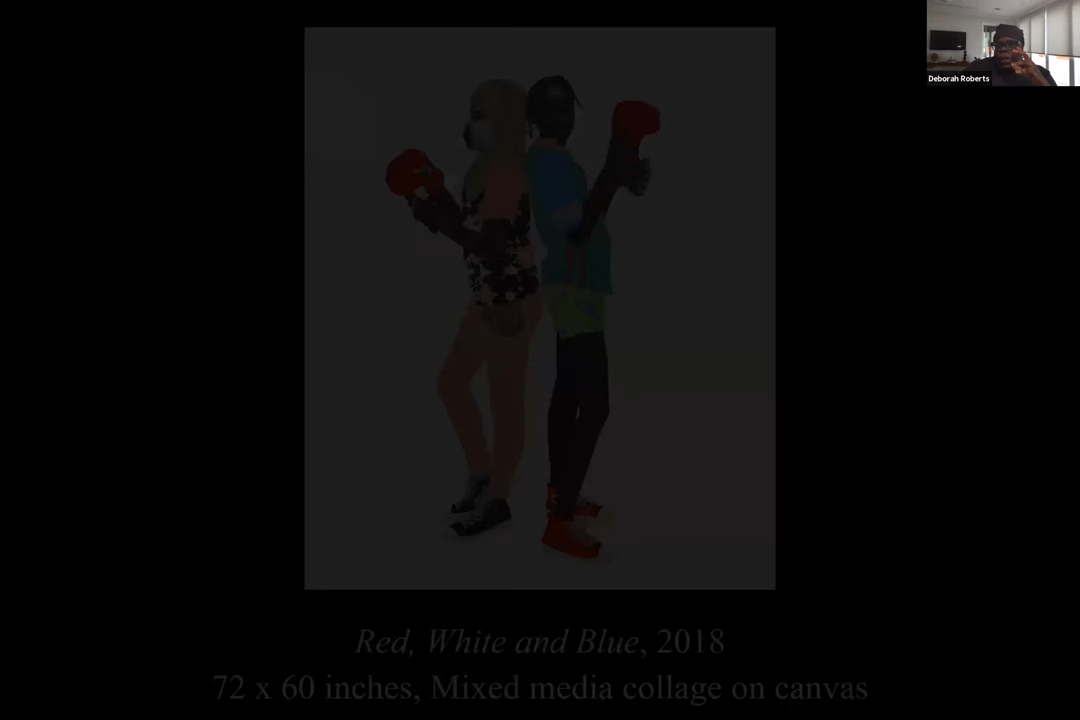 Deborah Roberts
Red, White and Blue, 2018
72 x 60 inches, Mixed media collage on canvas